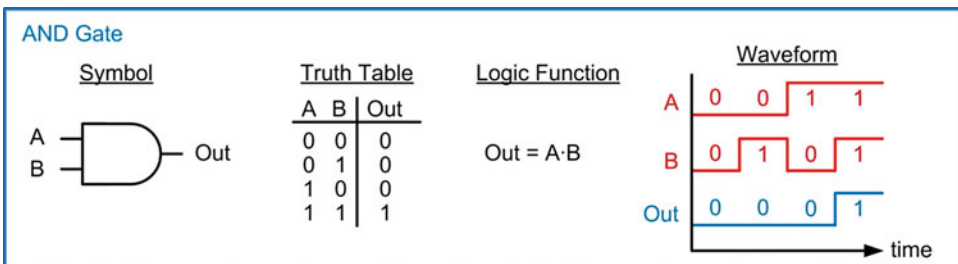 AND Gate
Symbol
A
B
Out
Truth Table
A B Out
0 0 0
0 1 0
1 0 0
1 1 1
Logic Function
Out = A·B
Waveform
A 0 0 1 1
B 0 1 0 1
Out 0 0 0 1
time